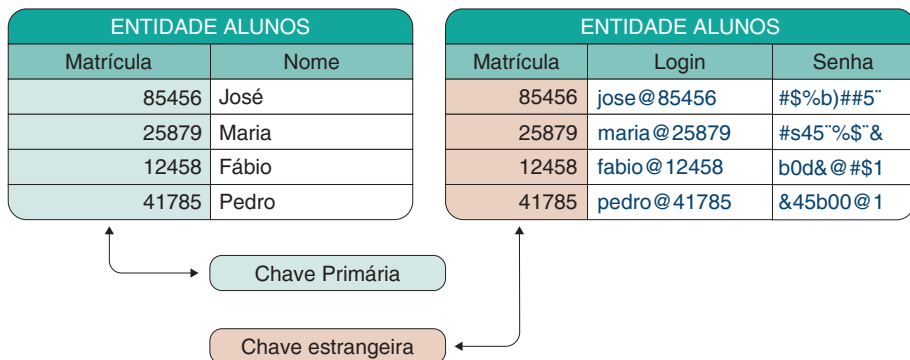 ENTIDADE ALUNOS
Matrícula Nome
85456 José
25879 Maria
12458 Fábio
41785 Pedro
ENTIDADE ALUNOS
Matrícula Login Senha
85456 jose@85456 #$%b)##5¨
25879 maria@25879 #s45¨%$¨&
12458 fabio@12458 b0d&@#$1
41785 pedro@41785 &45b00@1
Chave Primária
Chave estrangeira